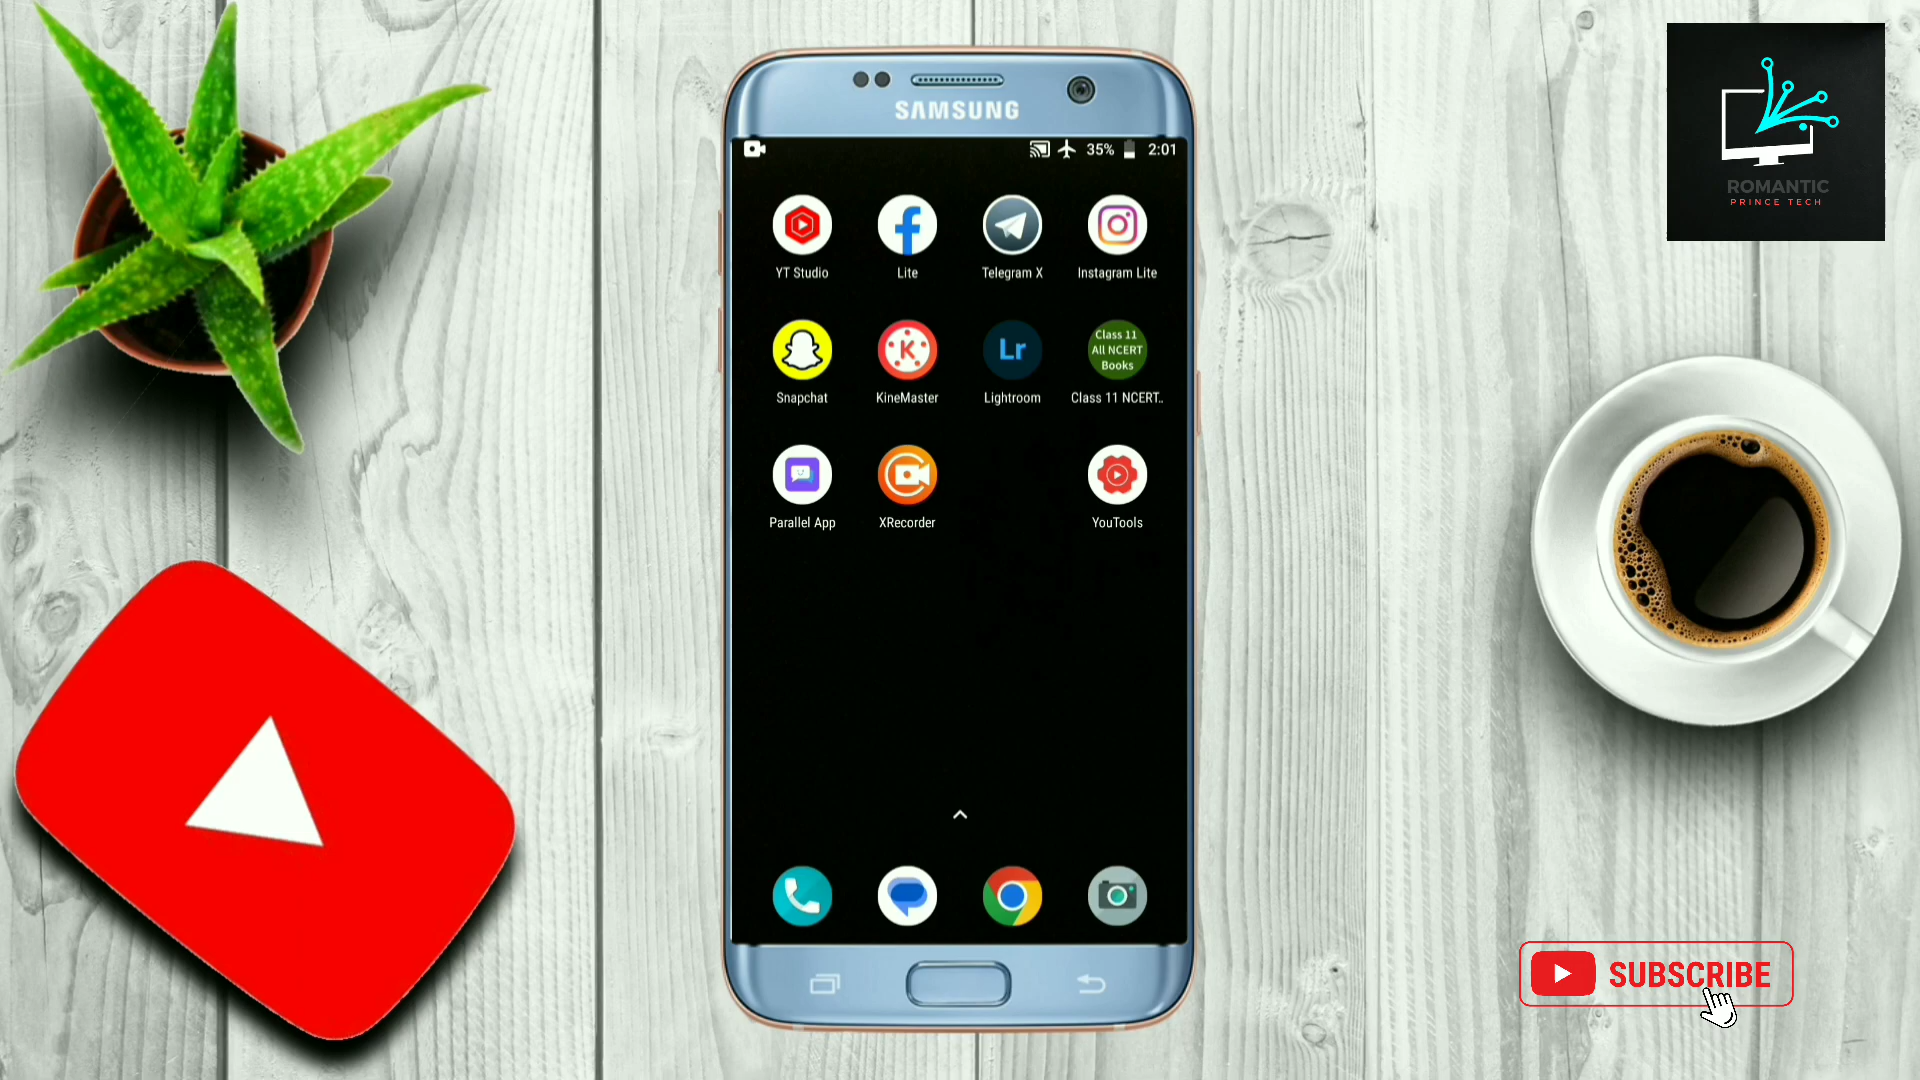 SAMSUNG
35% 2:01
YT Studio Lite Telegram X Instagram Lite
Lr
Class 11
All NCERT
Books
K
Snapchat KineMaster Lightroom Class 11 NCERT..
Parallel App XRecorder YouTools
ROMANTIC
PRINCE TECH
SUBSCRIBE